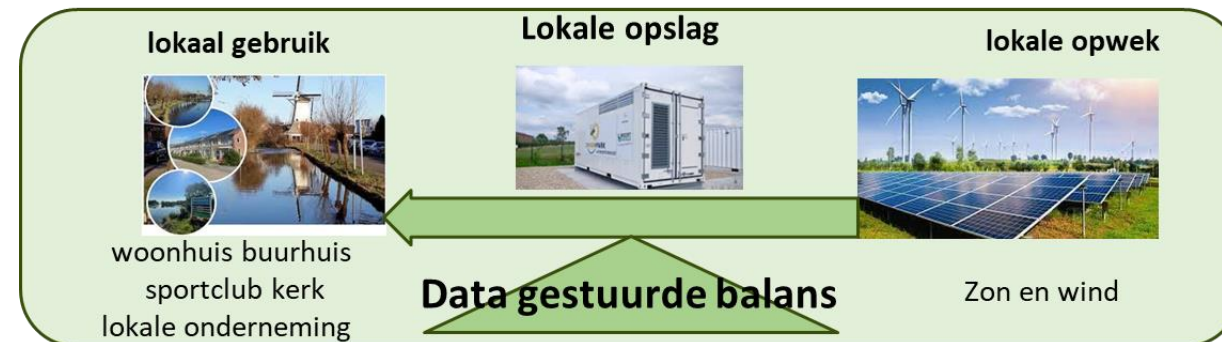 lokaal gebruik
Lokale opslag
lokale opwek
woonhuis buurhuis
sportclub kerk
lokale onderneming
Data gestuurde balans
Zon en wind